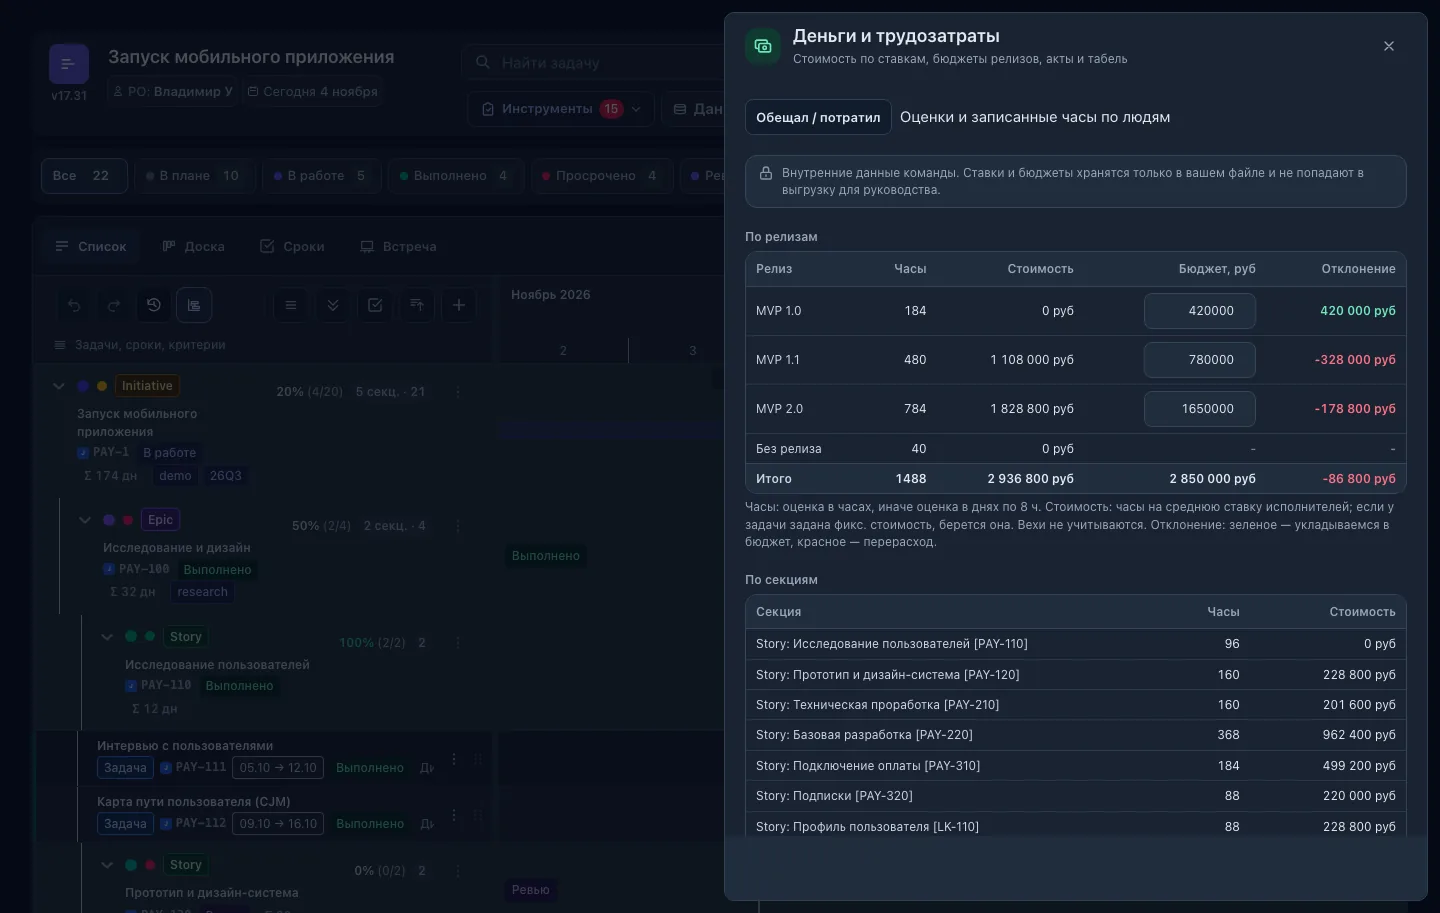 Запуск мобильного приложения
v17.31
РО: Владимир У
Сегодня 4 ноября
Найти задачу
Инструменты 15
Дан
Все 22
В плане 10
В работе 5
Выполнено 4
Просрочено 4
Рев
Список
Доска
Сроки
Встреча
Задачи, сроки, критерии
Ноябрь 2026
2
3
Initiative
20% (4/20) 5 секц. · 21
Запуск мобильного
приложения
PAY-1 В работе
Σ 174 дн demo 26Q3
Epic
50% (2/4) 2 секц. · 4
Исследование и дизайн
PAY-100 Выполнено
Σ 32 дн research
Выполнено
Story
100% (2/2) 2
Исследование пользователей
PAY-110 Выполнено
Σ 12 дн
Интервью с пользователями
Задача PAY-111 05.10 → 12.10 Выполнено
Карта пути пользователя (CJM)
Задача PAY-112 09.10 → 16.10 Выполнено
Story
0% (0/2) 2
Прототип и дизайн-система
Ревью
Деньги и трудозатраты
Стоимость по ставкам, бюджеты релизов, акты и табель
Обещал / потратил Оценки и записанные часы по людям
Внутренние данные команды. Ставки и бюджеты хранятся только в вашем файле и не попадают в
выгрузку для руководства.
По релизам
Релиз Часы Стоимость Бюджет, руб Отклонение
MVP 1.0 184 0 руб 420000 420 000 руб
MVP 1.1 480 1 108 000 руб 780000 -328 000 руб
MVP 2.0 784 1 828 800 руб 1650000 -178 800 руб
Без релиза 40 0 руб - -
Итого 1488 2 936 800 руб 2 850 000 руб -86 800 руб
Часы: оценка в часах, иначе оценка в днях по 8 ч. Стоимость: часы на среднюю ставку исполнителей; если у
задачи задана фикс. стоимость, берется она. Вехи не учитываются. Отклонение: зеленое — укладываемся в
бюджет, красное — перерасход.
По секциям
Секция Часы Стоимость
Story: Исследование пользователей [PAY-110] 96 0 руб
Story: Прототип и дизайн-система [PAY-120] 160 228 800 руб
Story: Техническая проработка [PAY-210] 160 201 600 руб
Story: Базовая разработка [PAY-220] 368 962 400 руб
Story: Подключение оплаты [PAY-310] 184 499 200 руб
Story: Подписки [PAY-320] 88 220 000 руб
Story: Профиль пользователя [LK-110] 88 228 800 руб